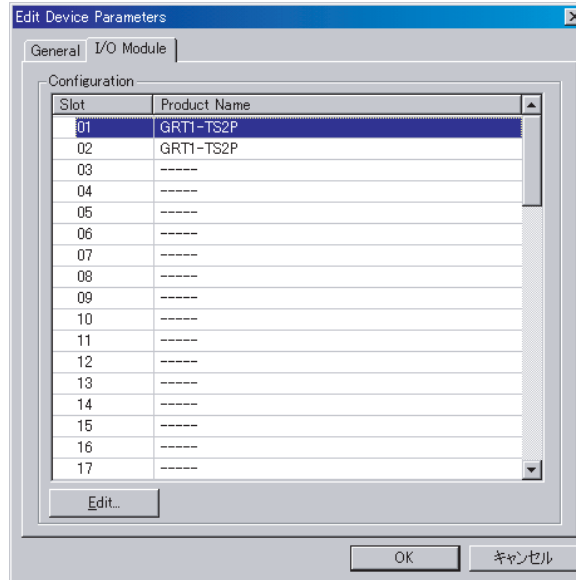 Edit Device Parameters
General I/O Module
Configuration
Slot Product Name
01 GRT1-TS2P
02 GRT1-TS2P
03 -----
04 -----
05 -----
06 -----
07 -----
08 -----
09 -----
10 -----
11 -----
12 -----
13 -----
14 -----
15 -----
16 -----
17 -----
Edit...
OK キャンセル